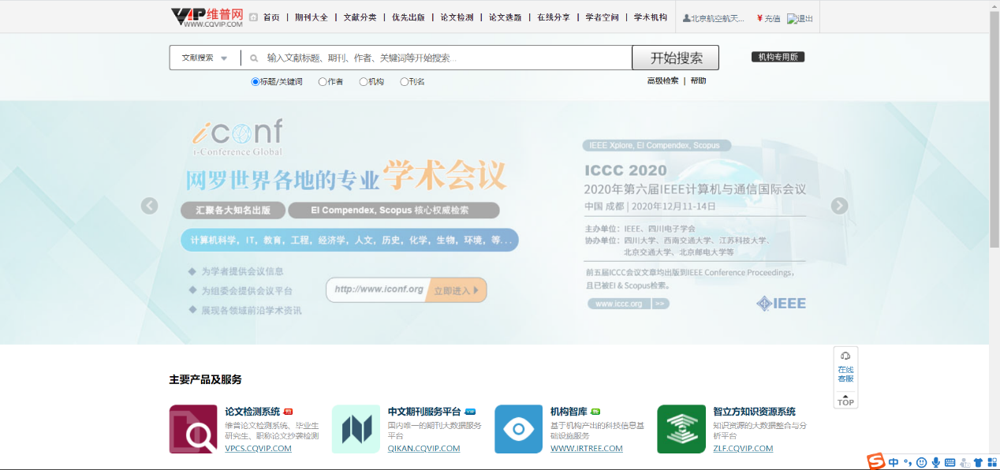 VIP维普网
WWW.CQVIP.COM
首页 | 期刊大全 | 文献分类 | 优先出版 | 论文检测 | 论文选题 | 在线分享 | 学者空间 | 学术机构
北京航空航天... ¥ 充值 退出
文献搜索 输入文献标题、期刊、作者、关键词等开始搜索... 开始搜索 机构专用版
标题/关键词 作者 机构 刊名 高级检索 | 帮助
iconf
i-Conference Global
网罗世界各地的专业学术会议
汇聚各大知名出版 EI Compendex, Scopus 核心权威检索
计算机科学，IT，教育，工程，经济学，人文，历史，化学，生物，环境，等...
为学者提供会议信息
为组委会提供会议平台
展现各领域前沿学术资讯
http://www.iconf.org 立即进入
IEEE Xplore, EI Compendex, Scopus
ICCC 2020
2020年第六届IEEE计算机与通信国际会议
中国 成都 | 2020年12月11-14日
主办单位：IEEE、四川电子学会
协办单位：四川大学、西南交通大学、江苏科技大学、
北京交通大学、北京邮电大学等
前五届ICCC会议文章均出版到IEEE Conference Proceedings，
且已被EI & Scopus检索。
www.iccc.org >>
IEEE
在线
客服
TOP
主要产品及服务
论文检测系统
维普论文检测系统、毕业生
研究生、职称论文抄袭检测
VPCS.CQVIP.COM
中文期刊服务平台 VIP
国内唯一的期刊大数据服务
平台
QIKAN.CQVIP.COM
机构智库
基于机构产出的科技信息基
础设施服务
WWW.IRTREE.COM
智立方知识资源系统
知识资源的大数据整合与分
析平台
ZLF.CQVIP.COM
S 中